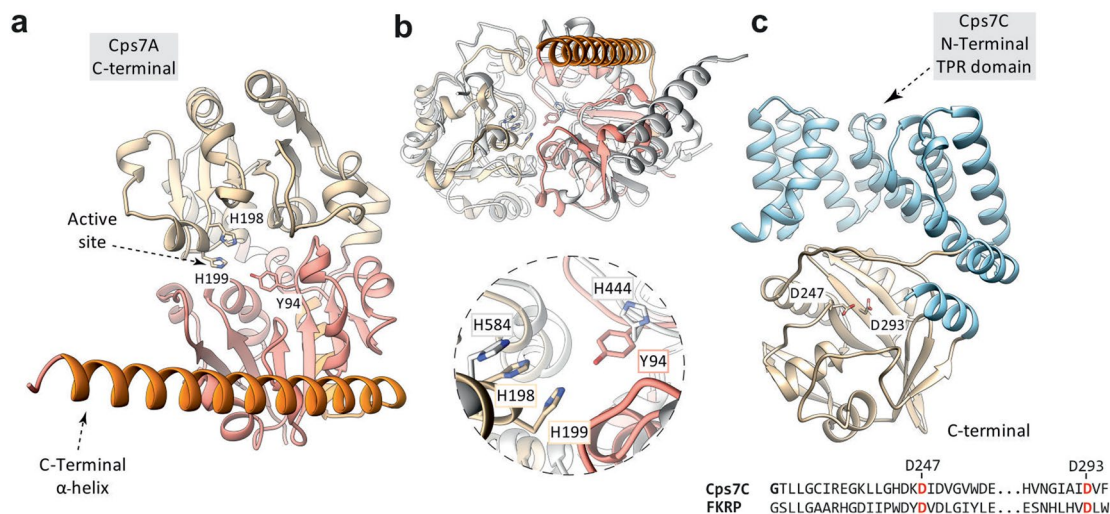 a
Cps7A
C-terminal
H198
Active
site
H199
Y94
C-Terminal
α-helix
b
H444
H584
Y94
H198
H199
c
Cps7C
N-Terminal
TPR domain
D247
D293
C-terminal
D247 D293
Cps7C GTLLGCIREGKLLGHDKDIDVGVWDE...HVNGIAIDVF
FKRP GSLLGAARHGDIIPWDYDVDLGIYLE...ESNHLHVDLW